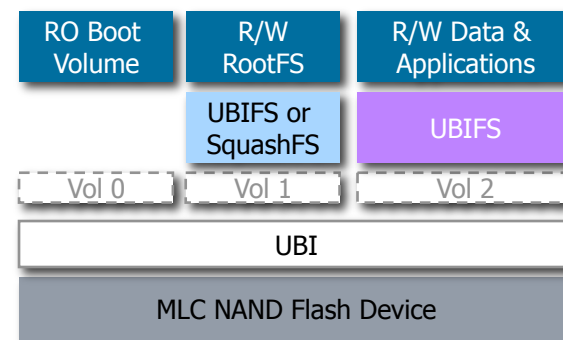 RO Boot
Volume
R/W
RootFS
R/W Data &
Applications
UBIFS or
SquashFS
UBIFS
Vol 0
Vol 1
Vol 2
UBI
MLC NAND Flash Device